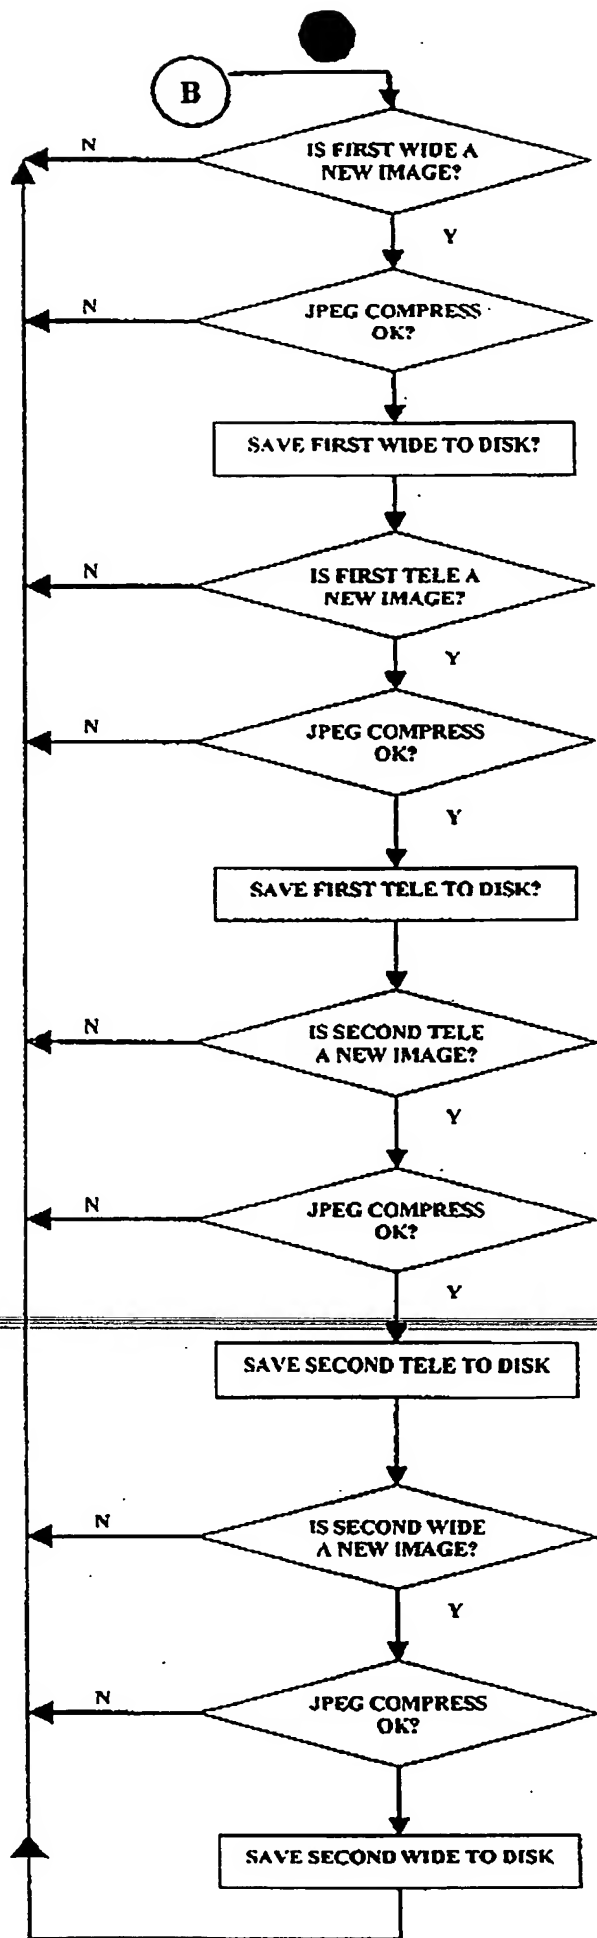 B
IS FIRST WIDE A
NEW IMAGE?
N
Y
JPEG COMPRESS
OK?
N
SAVE FIRST WIDE TO DISK?
IS FIRST TELE A
NEW IMAGE?
N
Y
JPEG COMPRESS
OK?
N
Y
SAVE FIRST TELE TO DISK?
IS SECOND TELE
A NEW IMAGE?
N
Y
JPEG COMPRESS
OK?
N
Y
SAVE SECOND TELE TO DISK
IS SECOND WIDE
A NEW IMAGE?
N
Y
JPEG COMPRESS
OK?
N
SAVE SECOND WIDE TO DISK